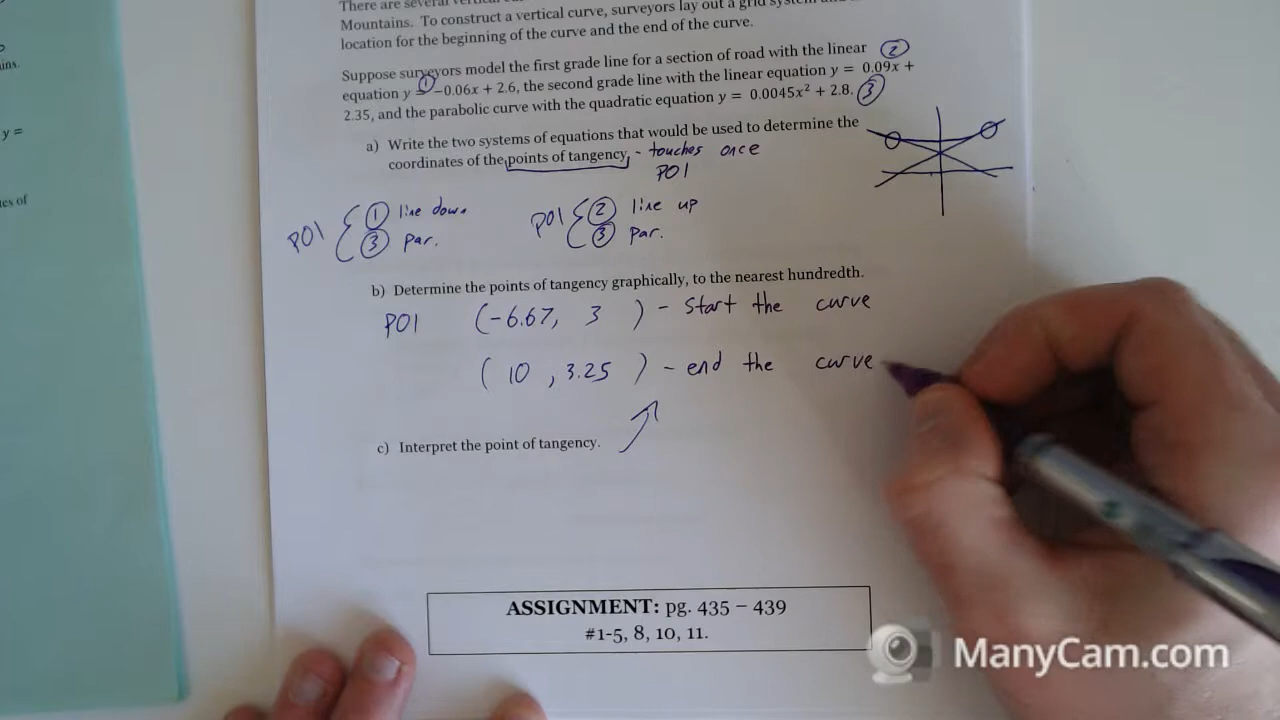 There are several
Mountains. To construct a vertical curve, surveyors lay out a grid system
location for the beginning of the curve and the end of the curve.
Suppose surveyors model the first grade line for a section of road with the linear ②
equation y = ① -0.06x + 2.6, the second grade line with the linear equation y = 0.09x +
2.35, and the parabolic curve with the quadratic equation y = 0.0045x² + 2.8. ③
a) Write the two systems of equations that would be used to determine the
coordinates of the points of tangency. - touches once
POI
POI { ① line down
③ par.
POI { ② line up
③ par.
b) Determine the points of tangency graphically, to the nearest hundredth.
POI (-6.67, 3 ) - Start the curve
( 10 , 3.25 ) - end the curve
c) Interpret the point of tangency.
ASSIGNMENT: pg. 435 – 439
#1-5, 8, 10, 11.
ins.
y =
es of
ManyCam.com